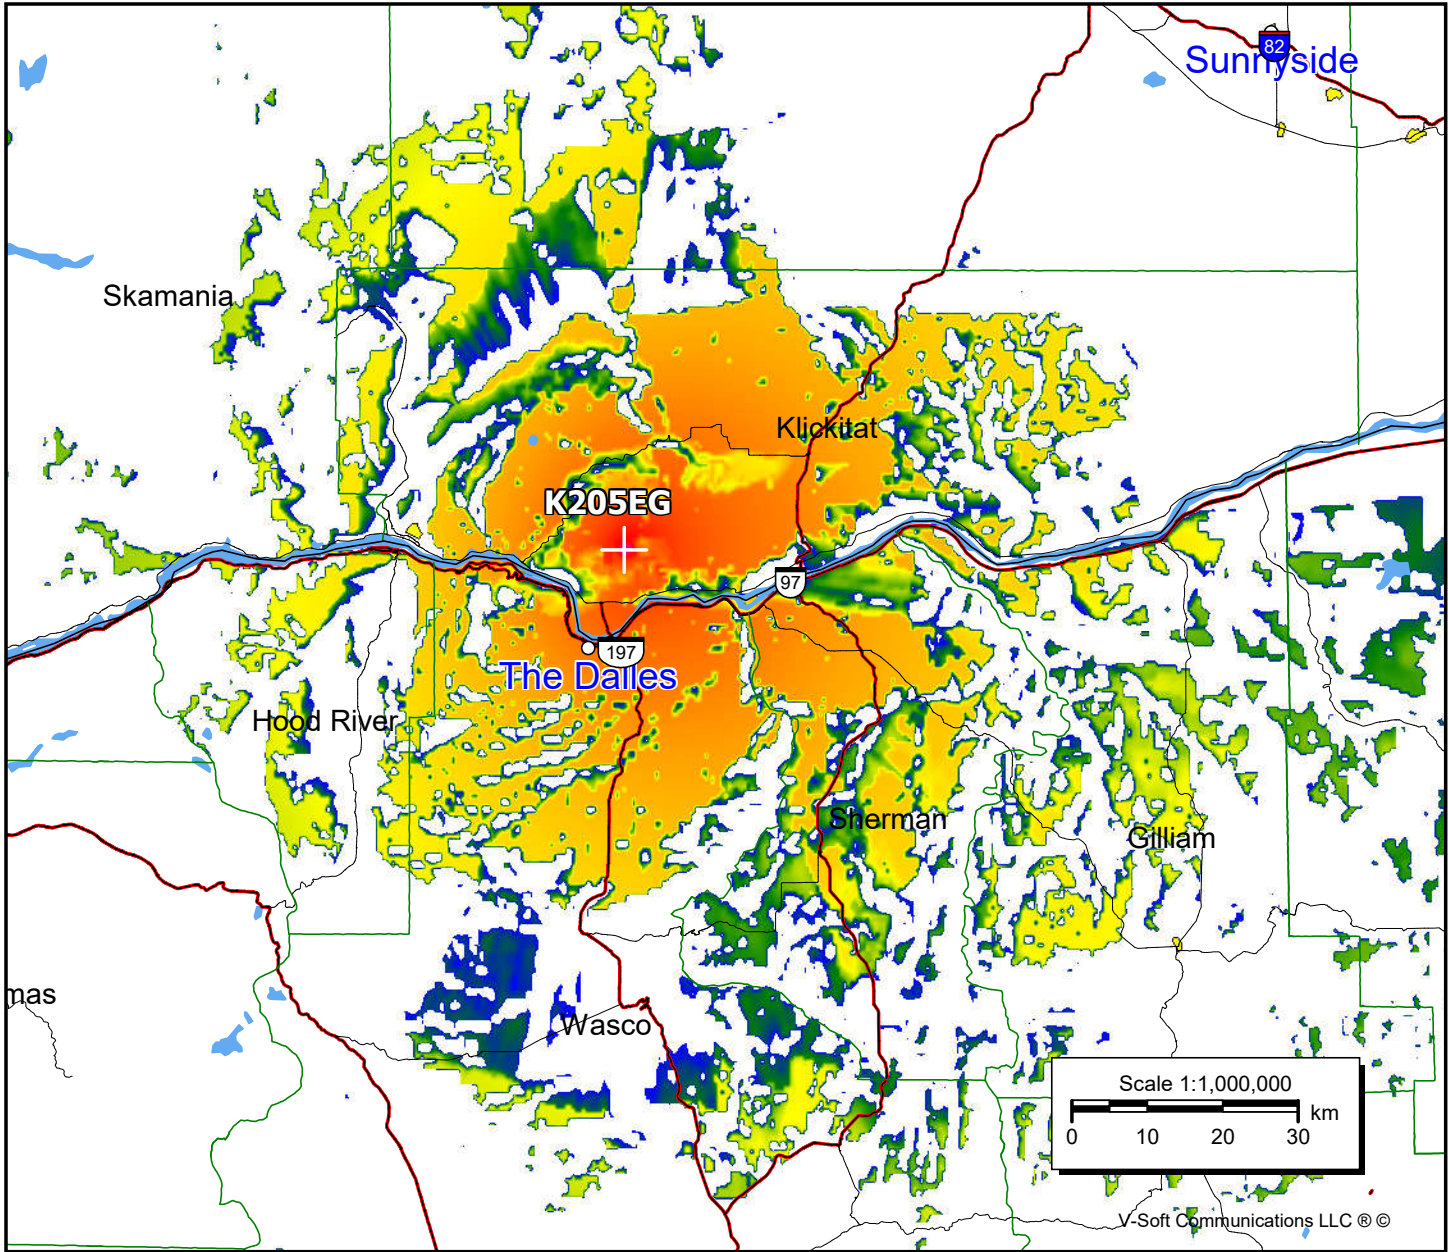 82
Sunnyside
Skamania
Klickitat
K205EG
97
197
The Dalles
Hood River
Sherman
Gilliam
mas
Wasco
Scale 1:1,000,000
km
0 10 20 30
V-Soft Communications LLC ® ©